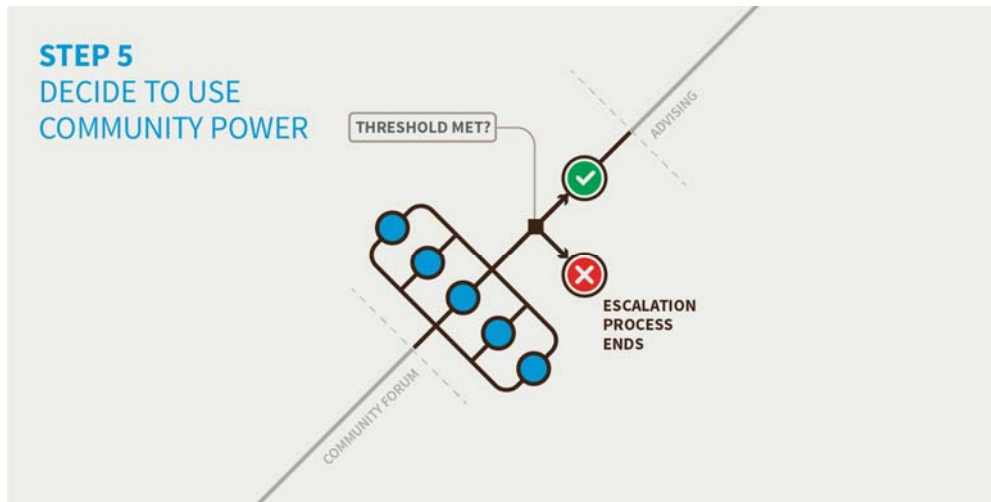 STEP 5
DECIDE TO USE
COMMUNITY POWER
THRESHOLD MET?
ADVISING
ESCALATION
PROCESS
ENDS
COMMUNITY FORUM